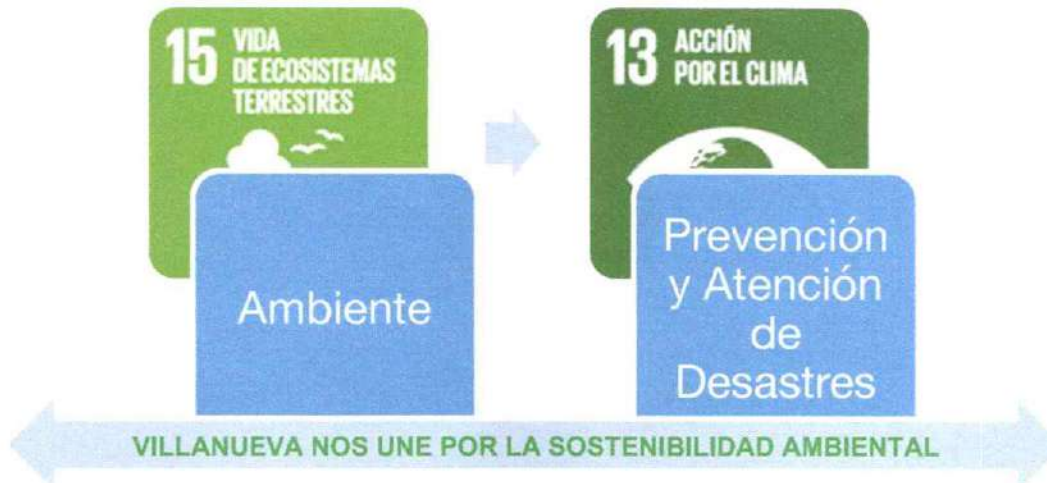 15 VIDA
DE ECOSISTEMAS
TERRESTRES
Ambiente
13 ACCIÓN
POR EL CLIMA
Prevención
y Atención
de
Desastres
VILLANUEVA NOS UNE POR LA SOSTENIBILIDAD AMBIENTAL